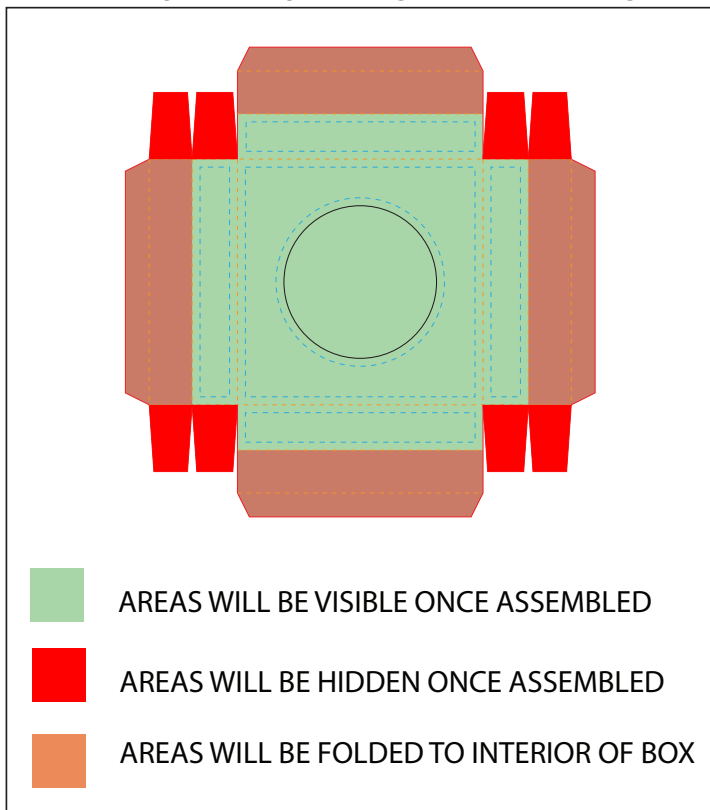 AREAS WILL BE VISIBLE ONCE ASSEMBLED
AREAS WILL BE HIDDEN ONCE ASSEMBLED
AREAS WILL BE FOLDED TO INTERIOR OF BOX